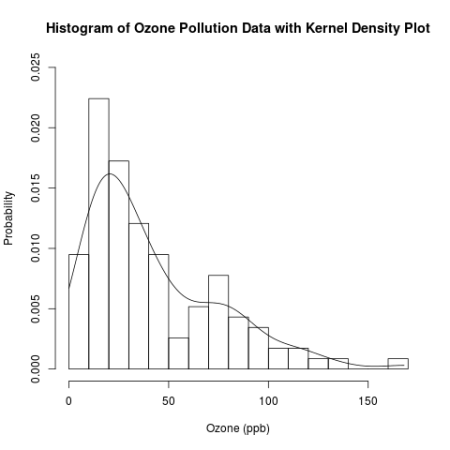 Histogram of Ozone Pollution Data with Kernel Density Plot
Probability
0.025
0.020
0.015
0.010
0.005
0.000
0 50 100 150
Ozone (ppb)